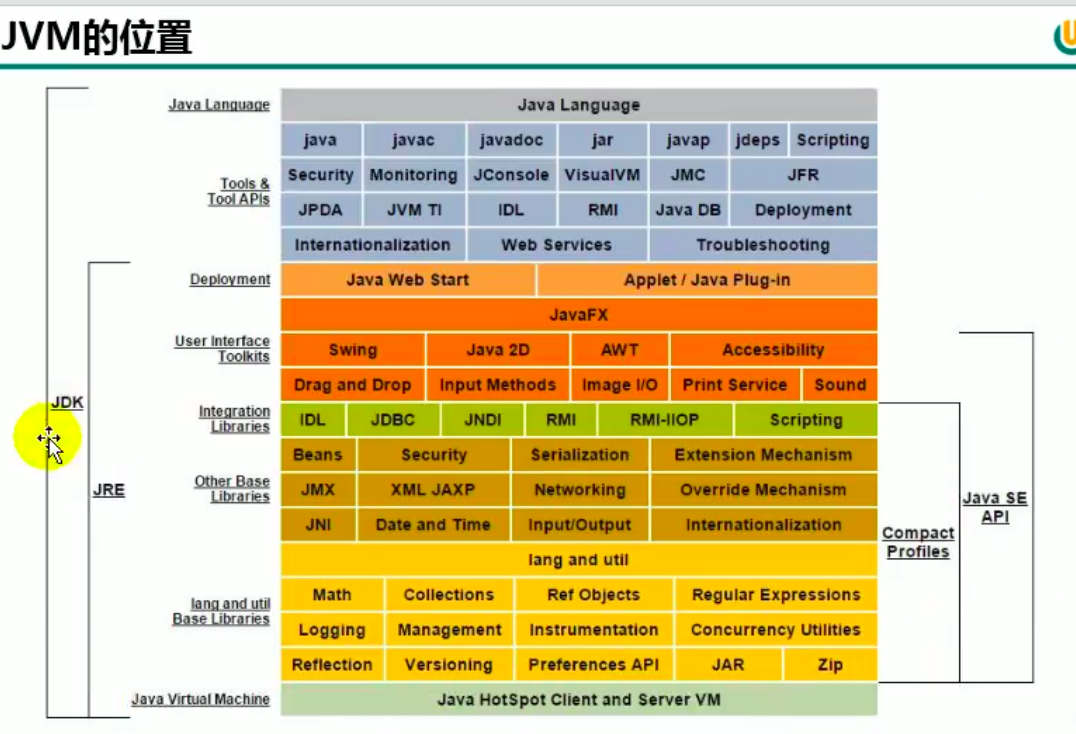 JVM的位置
Java Language
Java Language
java javac javadoc jar javap jdeps Scripting
Tools &
Tool APIs
Security Monitoring JConsole VisualVM JMC JFR
JPDA JVM TI IDL RMI Java DB Deployment
Internationalization Web Services Troubleshooting
Deployment
Java Web Start Applet / Java Plug-in
JavaFX
User Interface
Toolkits
Swing Java 2D AWT Accessibility
Drag and Drop Input Methods Image I/O Print Service Sound
JDK
Integration
Libraries
IDL JDBC JNDI RMI RMI-IIOP Scripting
Beans Security Serialization Extension Mechanism
JRE
Other Base
Libraries
JMX XML JAXP Networking Override Mechanism
JNI Date and Time Input/Output Internationalization
Java SE
API
Compact
Profiles
lang and util
lang and util
Base Libraries
Math Collections Ref Objects Regular Expressions
Logging Management Instrumentation Concurrency Utilities
Reflection Versioning Preferences API JAR Zip
Java Virtual Machine
Java HotSpot Client and Server VM